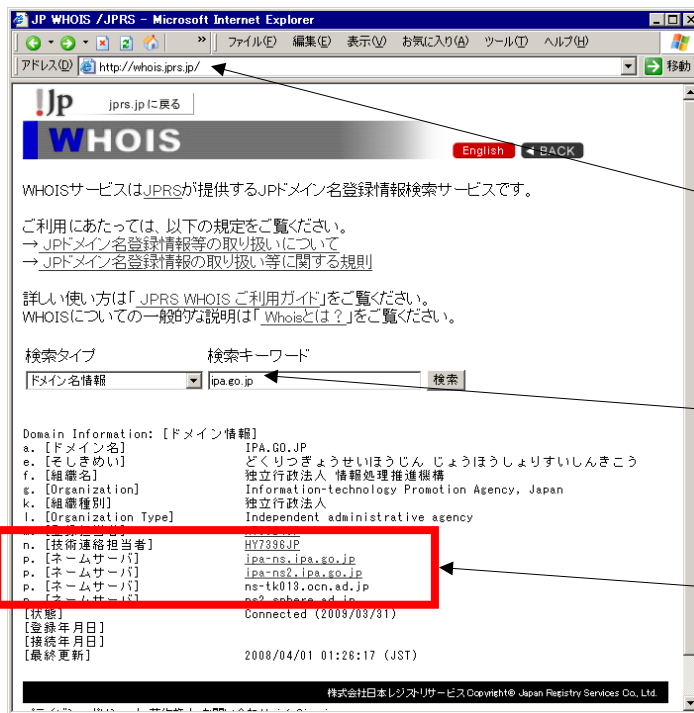 JP WHOIS /JPRS - Microsoft Internet Explorer
ファイル(F) 編集(E) 表示(V) お気に入り(A) ツール(T) ヘルプ(H)
アドレス(D) http://whois.jprs.jp/ 移動
!Jp jprs.jpに戻る
WHOIS English BACK
WHOISサービスはJPRSが提供するJPドメイン名登録情報検索サービスです。
ご利用にあたっては、以下の規定をご覧ください。
→ JPドメイン名登録情報等の取り扱いについて
→ JPドメイン名登録情報の取り扱い等に関する規則
詳しい使い方は「 JPRS WHOIS ご利用ガイド」をご覧ください。
WHOISについての一般的な説明は「 Whoisとは？」をご覧ください。
検索タイプ 検索キーワード
ドメイン名情報 ipa.go.jp 検索
Domain Information: [ドメイン情報]
a. [ドメイン名] IPA.GO.JP
e. [そしきめい] どくりつぎょうせいほうじん じょうほうしょりすいしんきこう
f. [組織名] 独立行政法人 情報処理推進機構
g. [Organization] Information-technology Promotion Agency, Japan
k. [組織種別] 独立行政法人
l. [Organization Type] Independent administrative agency
n. [技術連絡担当者] HY7396JP
p. [ネームサーバ] ipa-ns.ipa.go.jp
p. [ネームサーバ] ipa-ns2.ipa.go.jp
p. [ネームサーバ] ns-tk013.ocn.ad.jp
p. [ネームサーバ] ns2.sphere.ad.jp
[状態] Connected (2009/03/31)
[登録年月日]
[接続年月日]
[最終更新] 2008/04/01 01:26:17 (JST)
株式会社日本レジストリサービス Copyright© Japan Registry Services Co., Ltd.